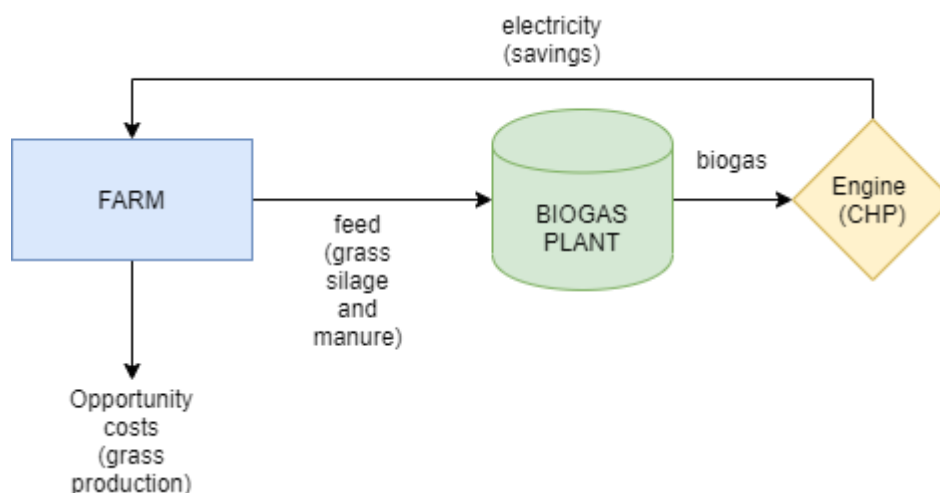 electricity
(savings)
FARM
feed
(grass
silage
and
manure)
BIOGAS
PLANT
biogas
Engine
(CHP)
Opportunity
costs
(grass
production)